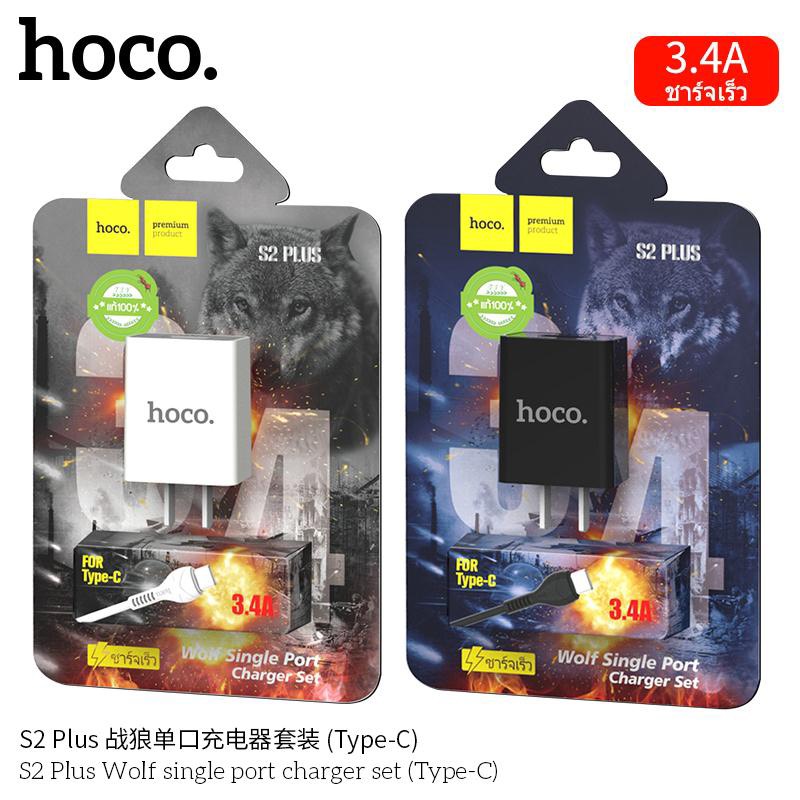 hoco.
3.4A
ชาร์จเร็ว
hoco.
premium
product
S2 PLUS
แท้100%
hoco.
FOR
Type-C
3.4A
ชาร์จเร็ว
Wolf Single Port
Charger Set
hoco.
premium
product
S2 PLUS
แท้100%
hoco.
FOR
Type-C
3.4A
ชาร์จเร็ว
Wolf Single Port
Charger Set
S2 Plus 战狼单口充电器套装 (Type-C)
S2 Plus Wolf single port charger set (Type-C)